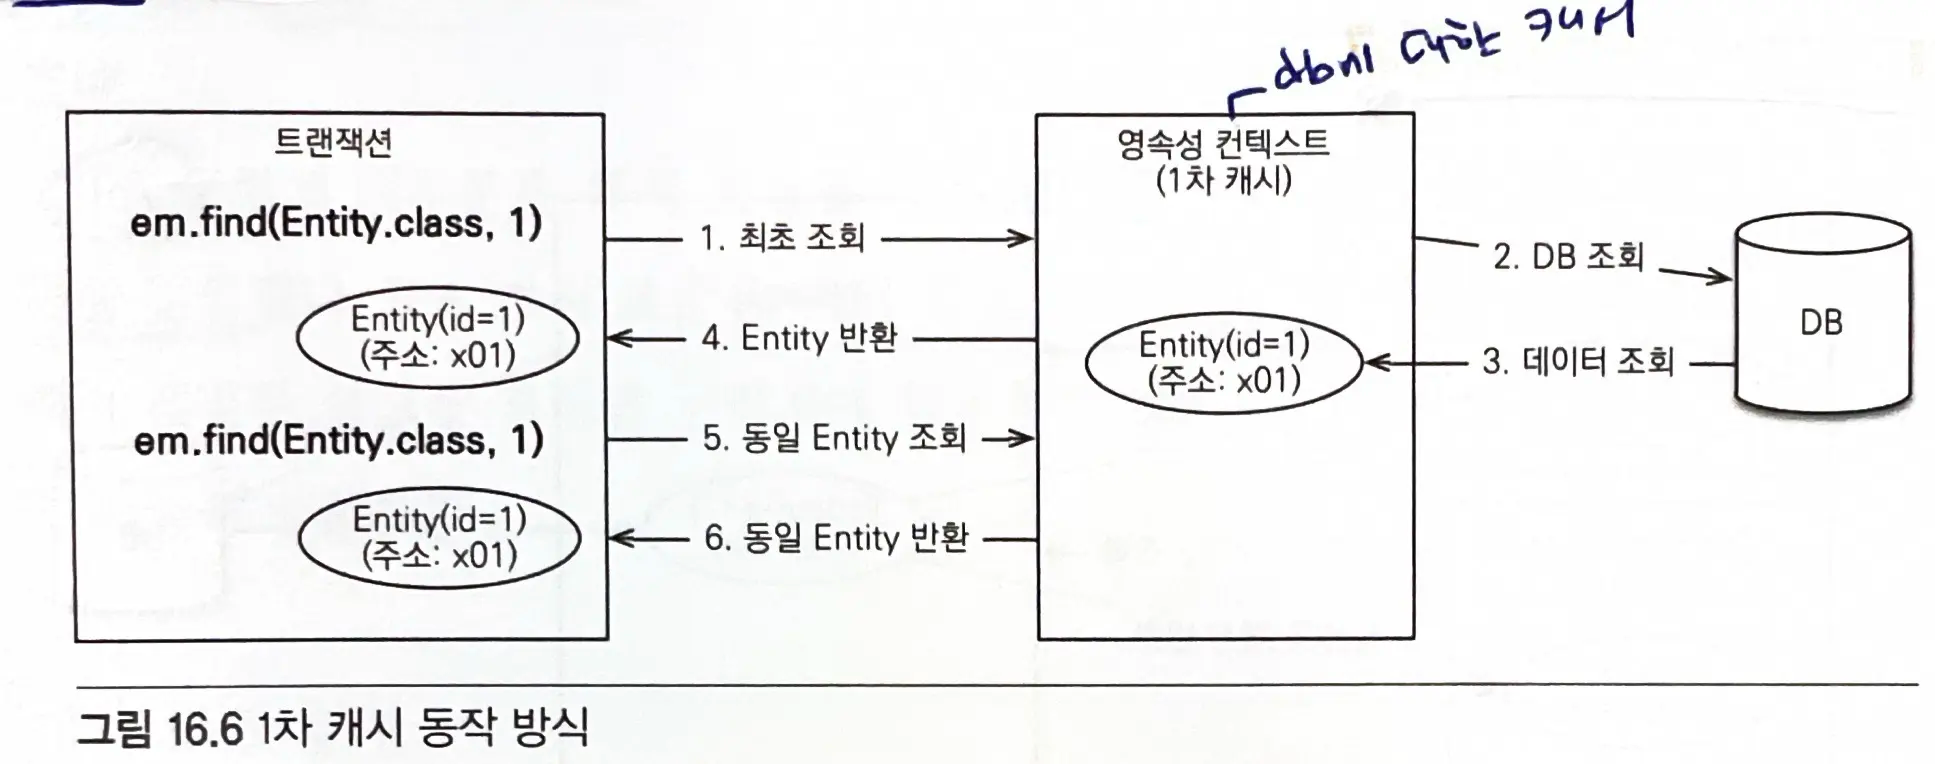 db에 대한 캐시
트랜잭션
em.find(Entity.class, 1)
1. 최초 조회
Entity(id=1)
(주소: x01)
4. Entity 반환
em.find(Entity.class, 1)
5. 동일 Entity 조회
Entity(id=1)
(주소: x01)
6. 동일 Entity 반환
영속성 컨텍스트
(1차 캐시)
Entity(id=1)
(주소: x01)
2. DB 조회
3. 데이터 조회
DB
그림 16.6 1차 캐시 동작 방식